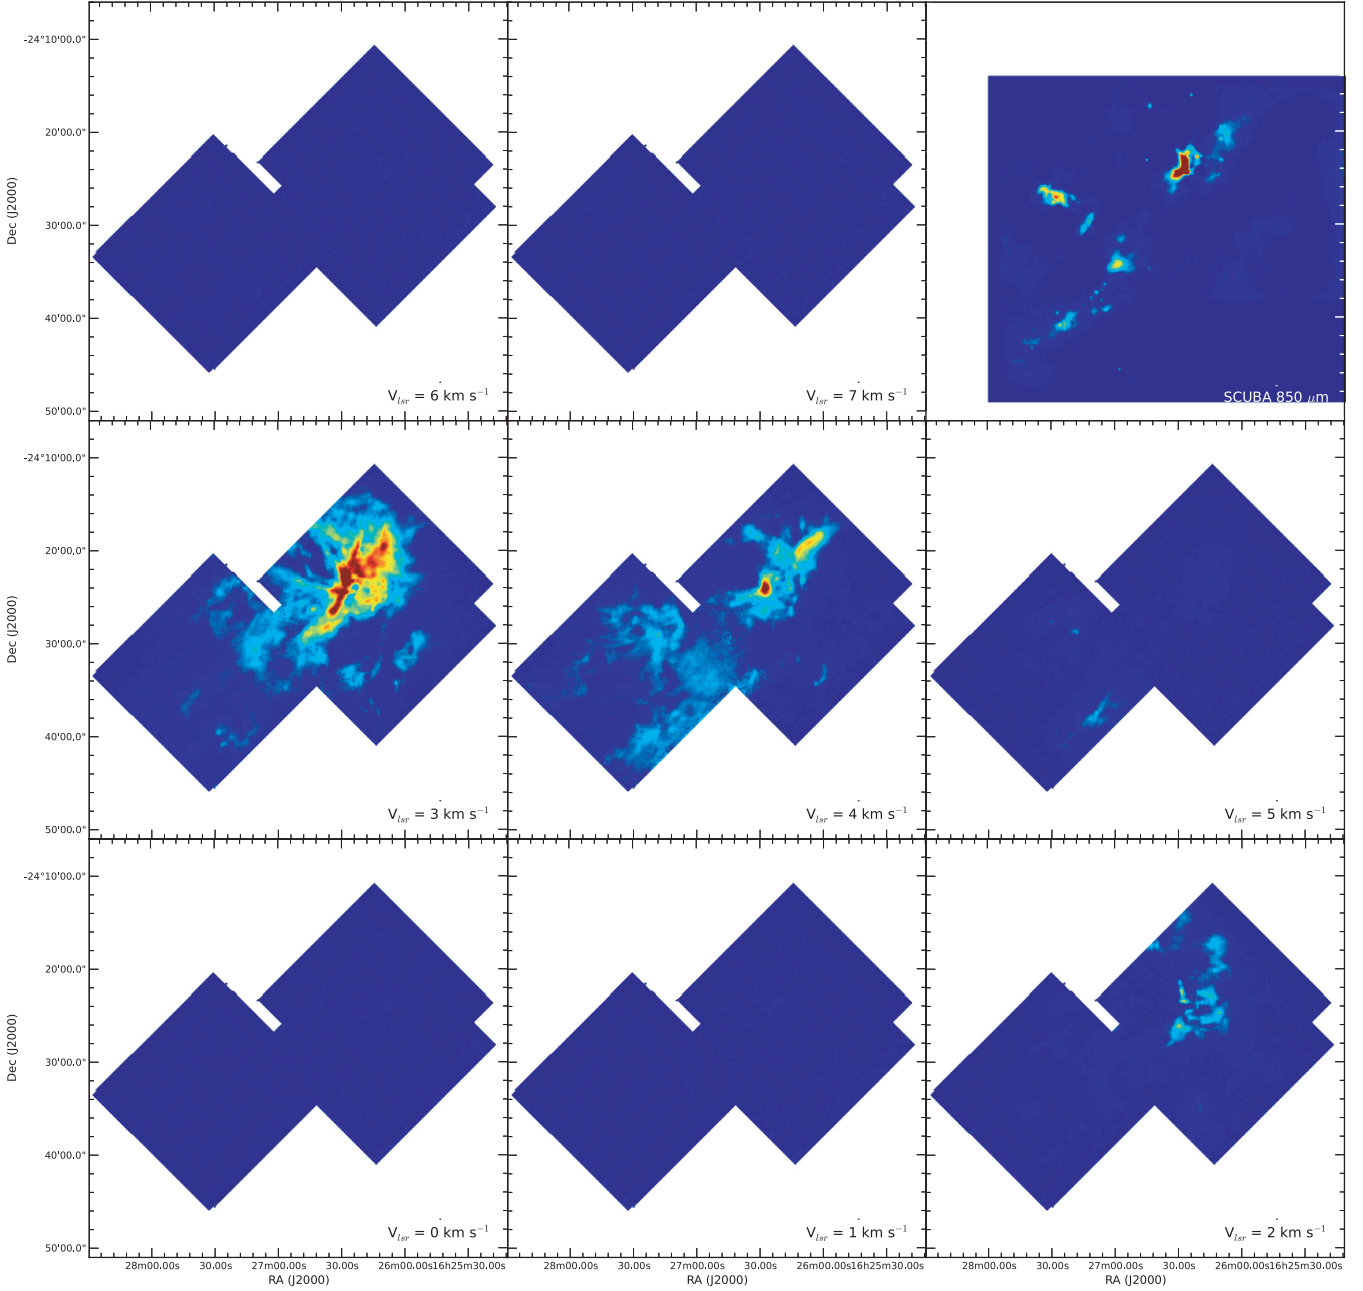 -24°10'00.0"
20'00.0"
30'00.0"
40'00.0"
50'00.0"
Dec (J2000)
V_lsr = 6 km s⁻¹
V_lsr = 7 km s⁻¹
SCUBA 850 μm
-24°10'00.0"
20'00.0"
30'00.0"
40'00.0"
50'00.0"
Dec (J2000)
V_lsr = 3 km s⁻¹
V_lsr = 4 km s⁻¹
V_lsr = 5 km s⁻¹
-24°10'00.0"
20'00.0"
30'00.0"
40'00.0"
50'00.0"
Dec (J2000)
V_lsr = 0 km s⁻¹
V_lsr = 1 km s⁻¹
V_lsr = 2 km s⁻¹
28m00.00s 30.00s 27m00.00s 30.00s 26m00.00s16h25m30.00s
RA (J2000)
28m00.00s 30.00s 27m00.00s 30.00s 26m00.00s16h25m30.00s
RA (J2000)
28m00.00s 30.00s 27m00.00s 30.00s 26m00.00s16h25m30.00s
RA (J2000)